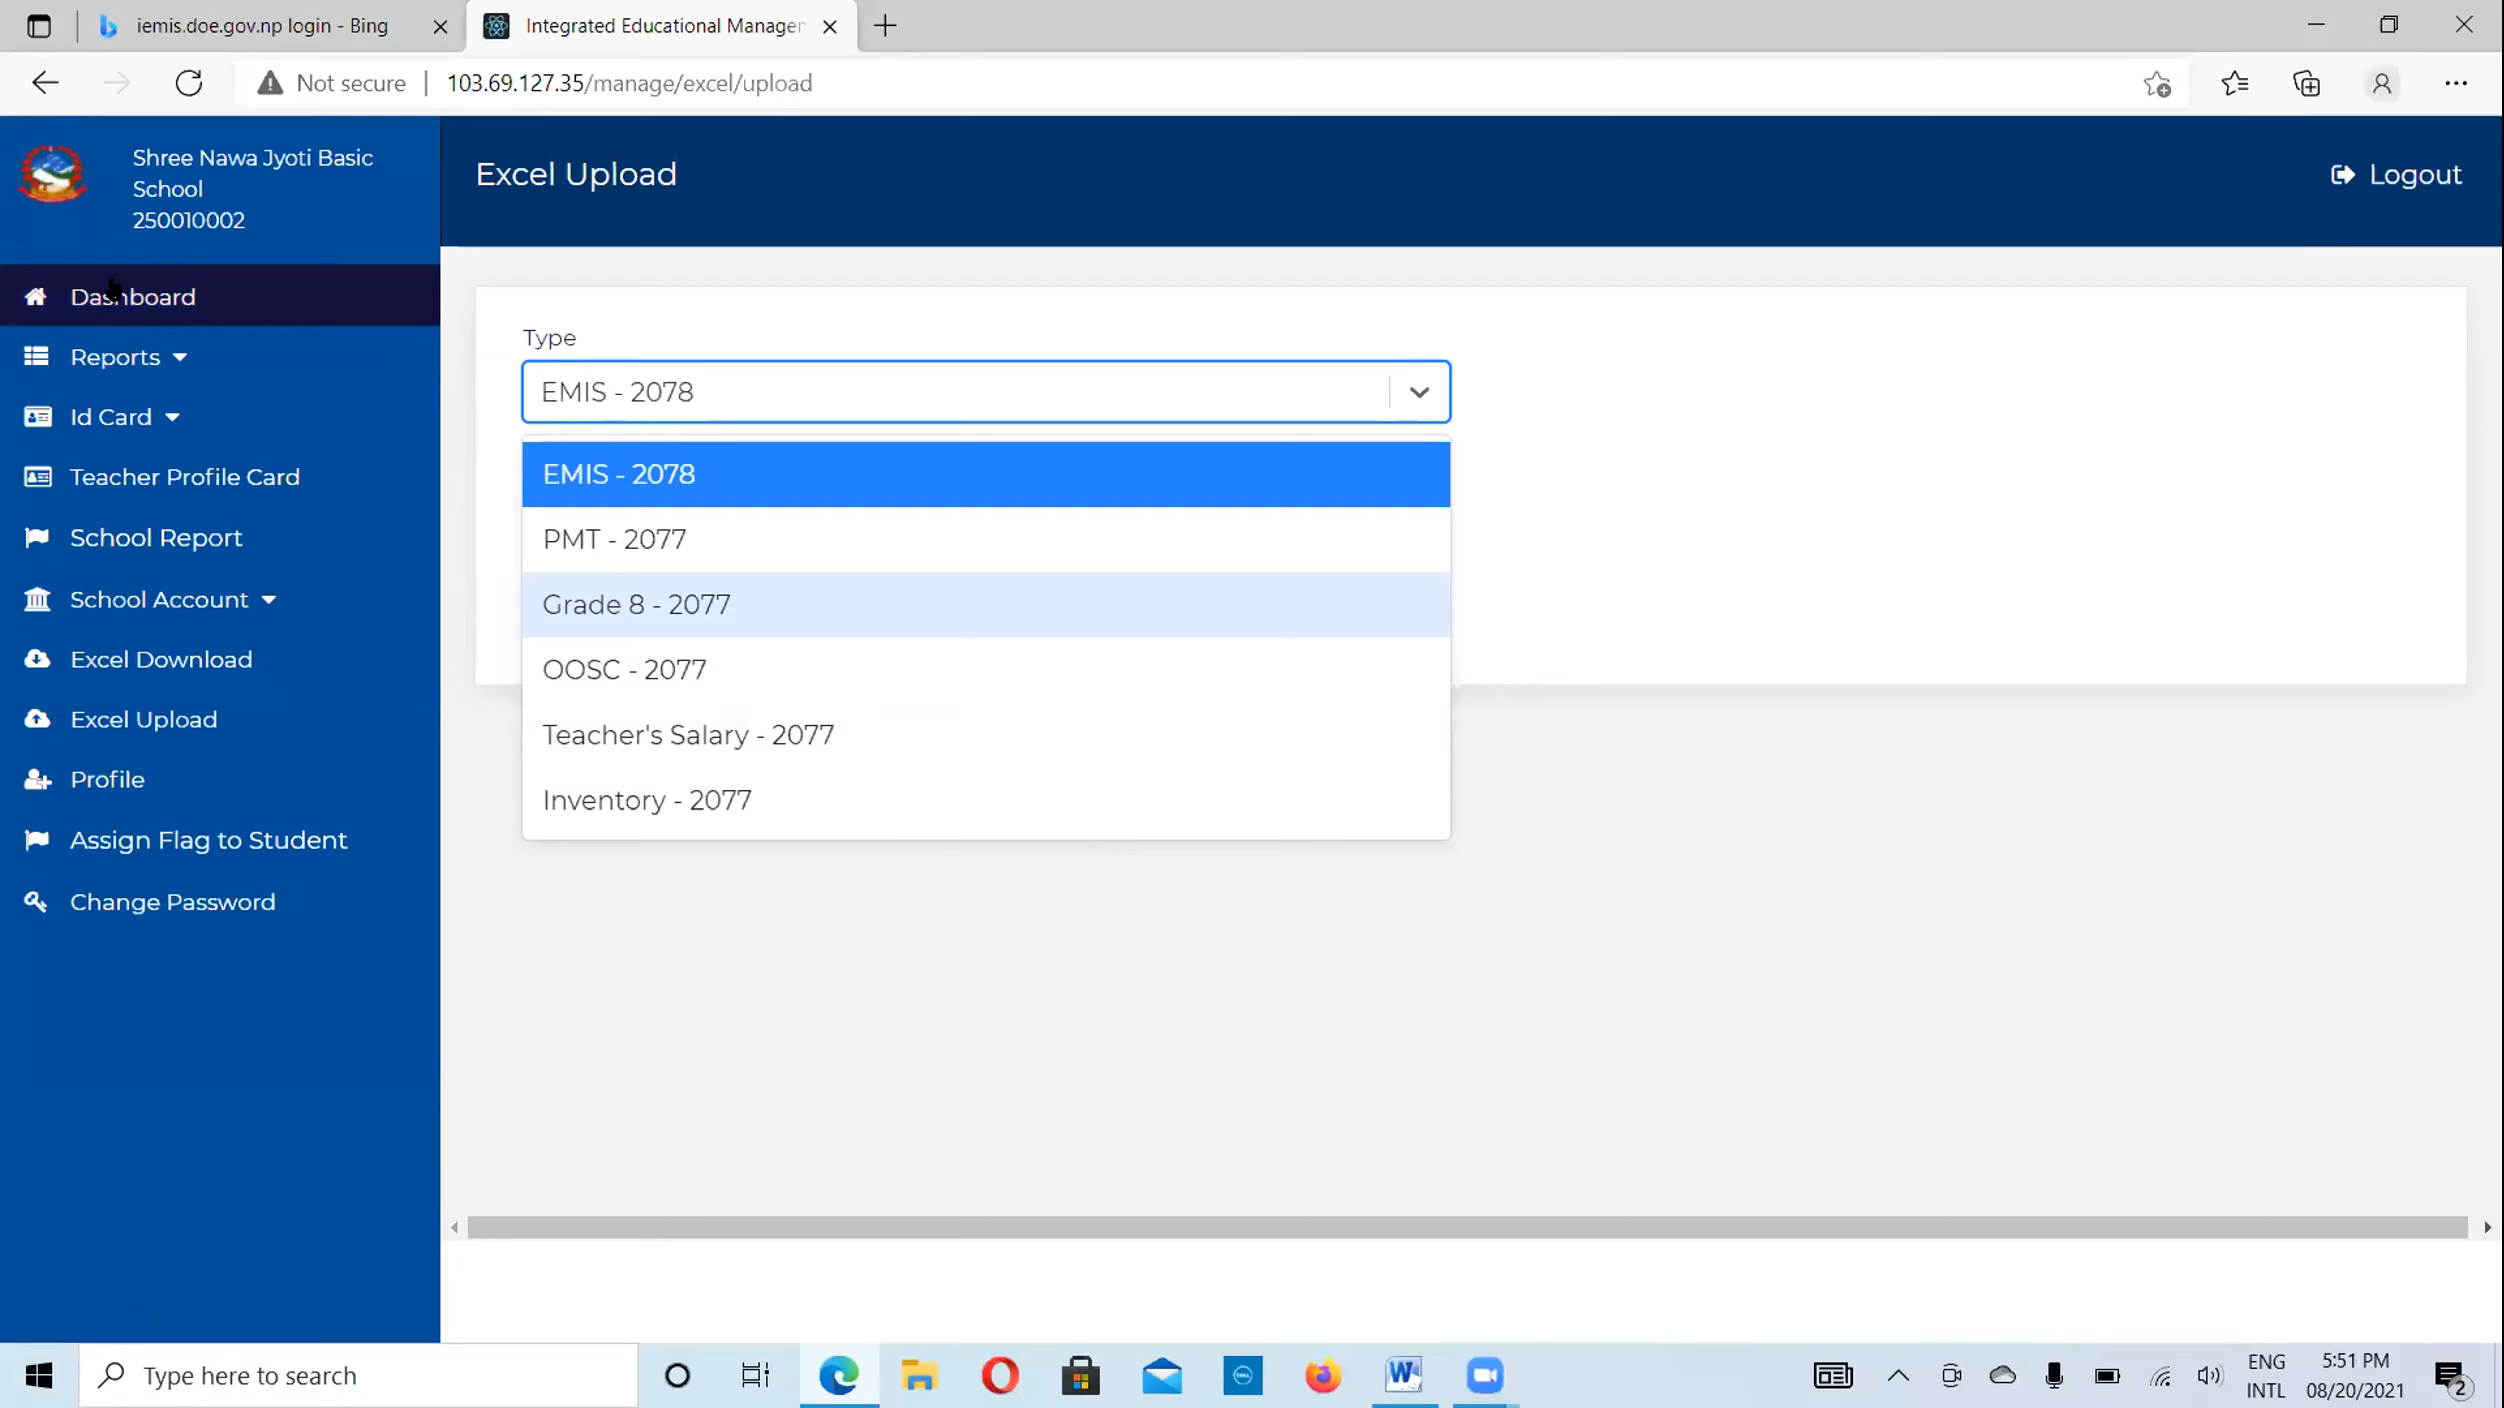 iemis.doe.gov.np login - Bing
Integrated Educational Manager
Not secure
103.69.127.35/manage/excel/upload
Shree Nawa Jyoti Basic
School
250010002
Excel Upload
Logout
Dashboard
Reports
Id Card
Teacher Profile Card
School Report
School Account
Excel Download
Excel Upload
Profile
Assign Flag to Student
Change Password
Type
EMIS - 2078
EMIS - 2078
PMT - 2077
Grade 8 - 2077
OOSC - 2077
Teacher's Salary - 2077
Inventory - 2077
Type here to search
ENG
INTL
5:51 PM
08/20/2021
2